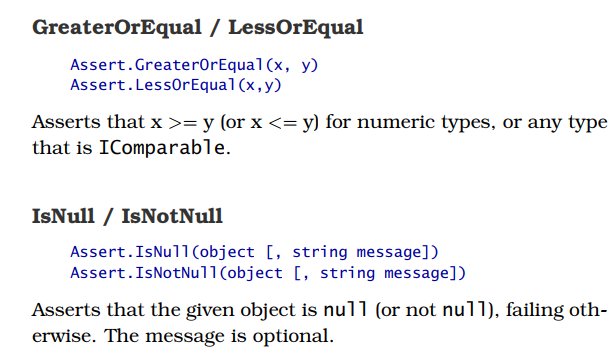 GreaterOrEqual / LessOrEqual
Assert.GreaterOrEqual(x, y)
Assert.LessOrEqual(x,y)
Asserts that x >= y (or x <= y) for numeric types, or any type
that is IComparable.
IsNull / IsNotNull
Assert.IsNull(object [, string message])
Assert.IsNotNull(object [, string message])
Asserts that the given object is null (or not null), failing oth-
erwise. The message is optional.